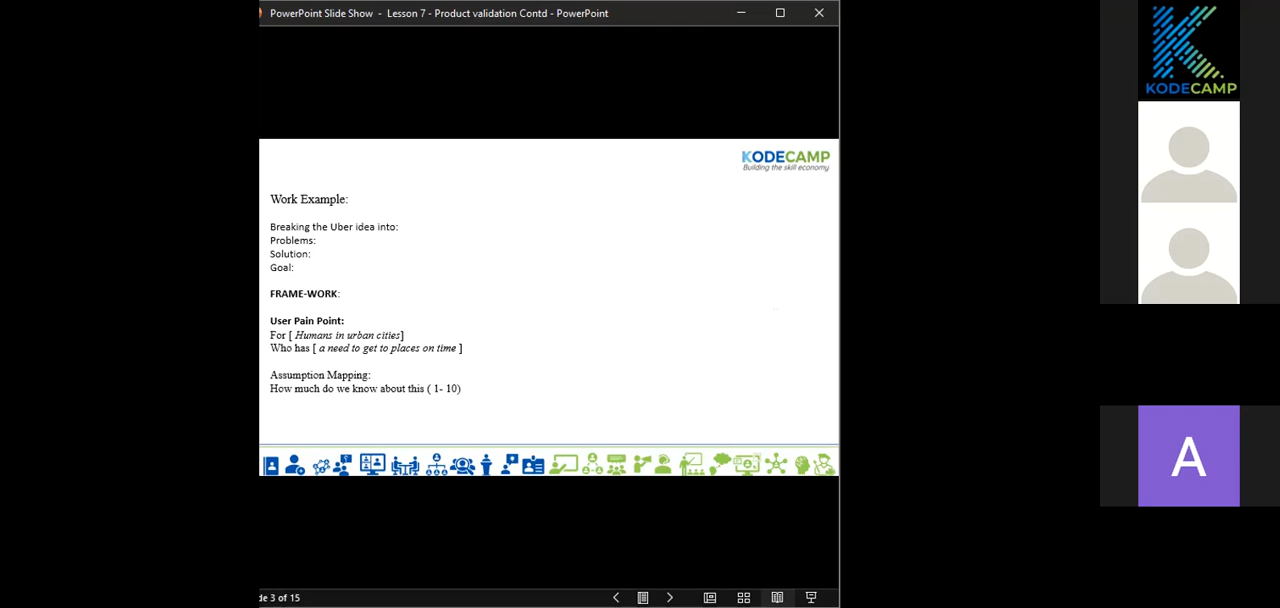 PowerPoint Slide Show - Lesson 7 - Product validation Contd - PowerPoint
KODECAMP
KODECAMP
Building the skill economy
Work Example:
Breaking the Uber idea into:
Problems:
Solution:
Goal:
FRAME-WORK:
User Pain Point:
For [ Humans in urban cities]
Who has [ a need to get to places on time ]
Assumption Mapping:
How much do we know about this ( 1- 10)
A
de 3 of 15